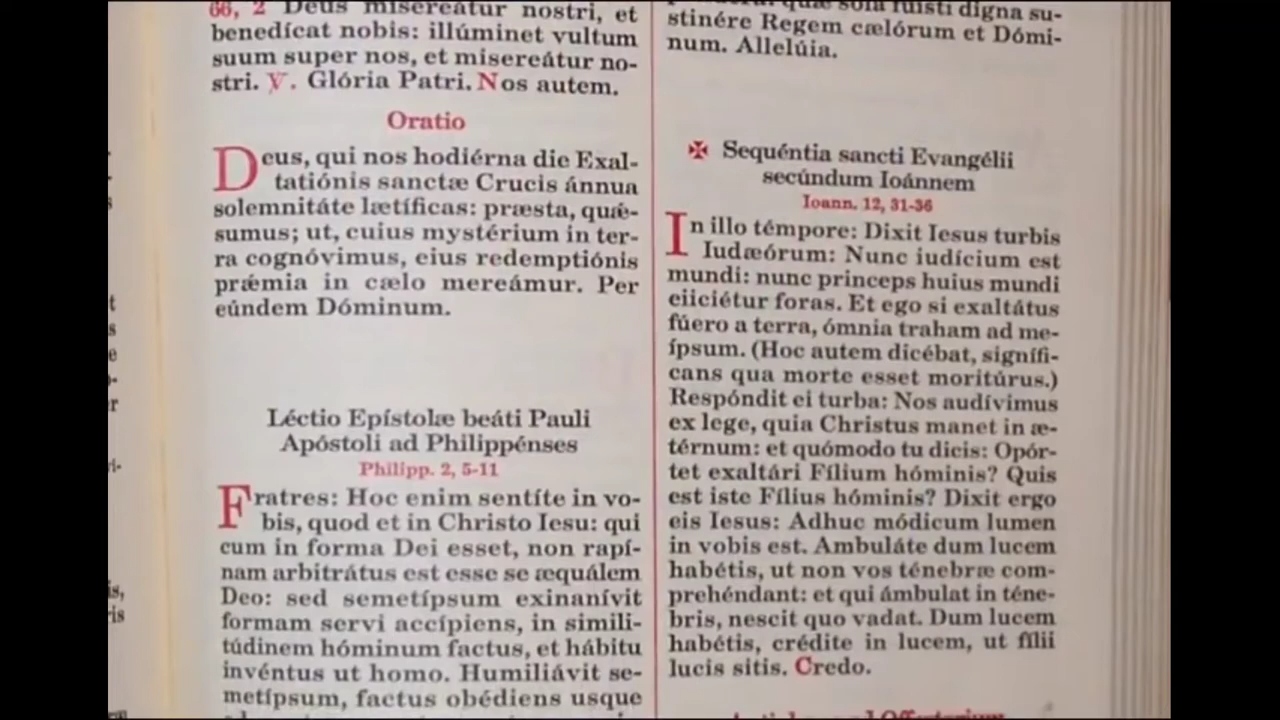 66, 2 Deus misereátur nostri, et
benedícat nobis: illúminet vultum
suum super nos, et misereátur no-
stri. ℣. Glória Patri. Nos autem.
Oratio
Deus, qui nos hodiérna die Exal-
tatiónis sanctæ Crucis ánnua
solemnitáte lætíficas: præsta, quǽ-
sumus; ut, cuius mystérium in ter-
ra cognóvimus, eius redemptiónis
prǽmia in cælo mereámur. Per
eúndem Dóminum.
Léctio Epístolæ beáti Pauli
Apóstoli ad Philippénses
Philipp. 2, 5-11
Fratres: Hoc enim sentíte in vo-
bis, quod et in Christo Iesu: qui
cum in forma Dei esset, non rapí-
nam arbitrátus est esse se æquálem
Deo: sed semetípsum exinanívit
formam servi accípiens, in simili-
túdinem hóminum factus, et hábitu
invéntus ut homo. Humiliávit se-
metípsum, factus obédiens usque
quæ sola fuísti digna su-
stinére Regem cælórum et Dómi-
num. Allelúia.
✠ Sequéntia sancti Evangélii
secúndum Ioánnem
Ioann. 12, 31-36
In illo témpore: Dixit Iesus turbis
Iudæórum: Nunc iudícium est
mundi: nunc princeps huius mundi
eiiciétur foras. Et ego si exaltátus
fúero a terra, ómnia traham ad me-
ípsum. (Hoc autem dicébat, signífi-
cans qua morte esset moritúrus.)
Respóndit ei turba: Nos audívimus
ex lege, quia Christus manet in æ-
térnum: et quómodo tu dicis: Opór-
tet exaltári Fílium hóminis? Quis
est iste Fílius hóminis? Dixit ergo
eis Iesus: Adhuc módicum lumen
in vobis est. Ambuláte dum lucem
habétis, ut non vos ténebræ com-
prehéndant: et qui ámbulat in téne-
bris, nescit quo vadat. Dum lucem
habétis, crédite in lucem, ut fílii
lucis sitis. Credo.